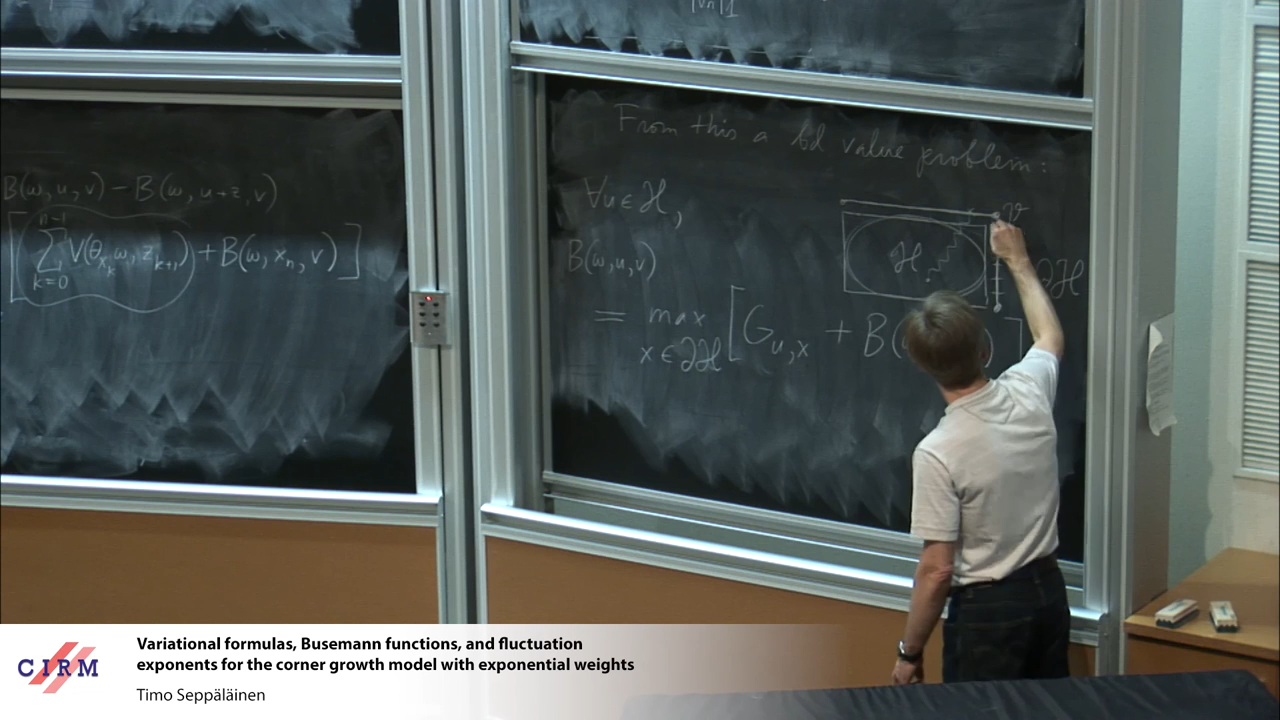 B(ω,u,v) − B(ω,u+z,v)
[∑_{k=0}^{n-1} V(θ_{x_k}ω, z_{k+1}) + B(ω, x_n, v)]
From this a bd value problem:
∀u∈ℋ,
v
ℋ
∂ℋ
B(ω,u,v)
= max_{x∈∂ℋ} [G_{u,x} + B(
CIRM
Variational formulas, Busemann functions, and fluctuation
exponents for the corner growth model with exponential weights
Timo Seppäläinen